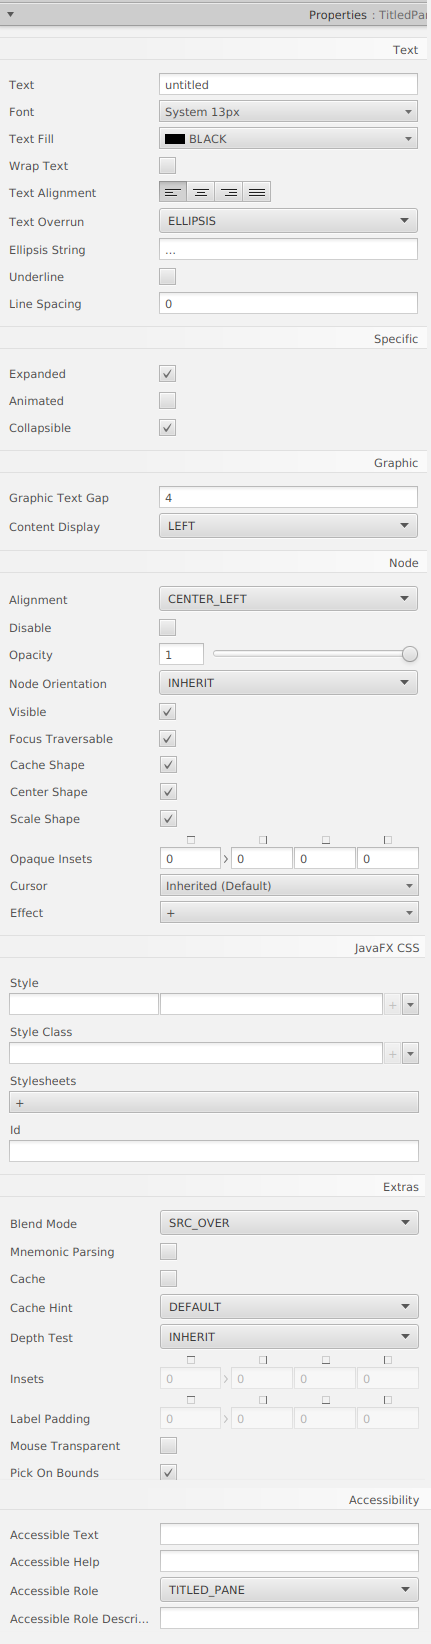 Properties : TitledPa
Text
Text untitled
Font System 13px
Text Fill BLACK
Wrap Text
Text Alignment
Text Overrun ELLIPSIS
Ellipsis String ...
Underline
Line Spacing 0
Specific
Expanded
Animated
Collapsible
Graphic
Graphic Text Gap 4
Content Display LEFT
Node
Alignment CENTER_LEFT
Disable
Opacity 1
Node Orientation INHERIT
Visible
Focus Traversable
Cache Shape
Center Shape
Scale Shape
Opaque Insets 0 > 0 0 0
Cursor Inherited (Default)
Effect +
JavaFX CSS
Style
+
Style Class
+
Stylesheets
+
Id
Extras
Blend Mode SRC_OVER
Mnemonic Parsing
Cache
Cache Hint DEFAULT
Depth Test INHERIT
Insets 0 > 0 0 0
Label Padding 0 > 0 0 0
Mouse Transparent
Pick On Bounds
Accessibility
Accessible Text
Accessible Help
Accessible Role TITLED_PANE
Accessible Role Descri...